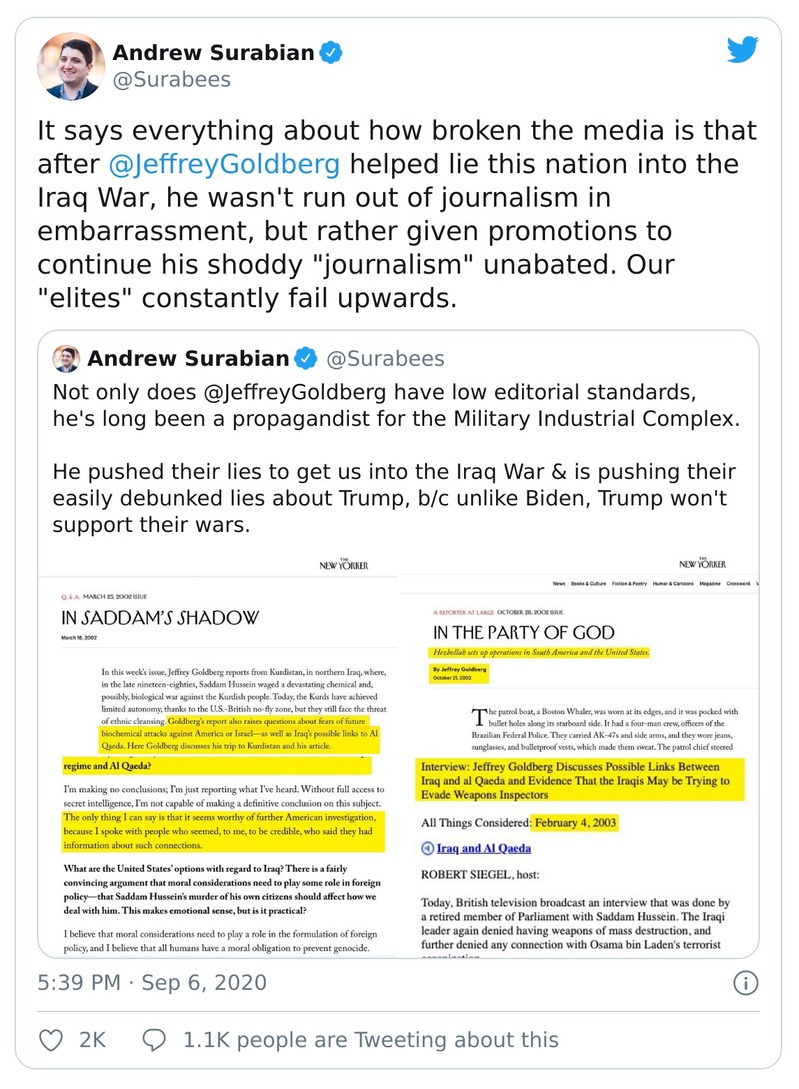 Andrew Surabian
@Surabees
It says everything about how broken the media is that
after @JeffreyGoldberg helped lie this nation into the
Iraq War, he wasn't run out of journalism in
embarrassment, but rather given promotions to
continue his shoddy "journalism" unabated. Our
"elites" constantly fail upwards.
Andrew Surabian @Surabees
Not only does @JeffreyGoldberg have low editorial standards,
he's long been a propagandist for the Military Industrial Complex.
He pushed their lies to get us into the Iraq War & is pushing their
easily debunked lies about Trump, b/c unlike Biden, Trump won't
support their wars.
THE
NEW YORKER
Q. & A. MARCH 25, 2002 ISSUE
IN SADDAM'S SHADOW
March 18, 2002
In this week's issue, Jeffrey Goldberg reports from Kurdistan, in northern Iraq, where,
in the late nineteen-eighties, Saddam Hussein waged a devastating chemical and,
possibly, biological war against the Kurdish people. Today, the Kurds have achieved
limited autonomy, thanks to the U.S.-British no-fly zone, but they still face the threat
of ethnic cleansing. Goldberg's report also raises questions about fears of future
biochemical attacks against America or Israel—as well as Iraq's possible links to Al
Qaeda. Here Goldberg discusses his trip to Kurdistan and his article.
regime and Al Qaeda?
I'm making no conclusions; I'm just reporting what I've heard. Without full access to
secret intelligence, I'm not capable of making a definitive conclusion on this subject.
The only thing I can say is that it seems worthy of further American investigation,
because I spoke with people who seemed, to me, to be credible, who said they had
information about such connections.
What are the United States' options with regard to Iraq? There is a fairly
convincing argument that moral considerations need to play some role in foreign
policy—that Saddam Hussein's murder of his own citizens should affect how we
deal with him. This makes emotional sense, but is it practical?
I believe that moral considerations need to play a role in the formulation of foreign
policy, and I believe that all humans have a moral obligation to prevent genocide.
THE
NEW YORKER
News Books & Culture Fiction & Poetry Humor & Cartoons Magazine Crossword
A REPORTER AT LARGE OCTOBER 28, 2002 ISSUE
IN THE PARTY OF GOD
Hezbollah sets up operations in South America and the United States.
By Jeffrey Goldberg
October 21, 2002
The patrol boat, a Boston Whaler, was worn at its edges, and it was pocked with
bullet holes along its starboard side. It had a four-man crew, officers of the
Brazilian Federal Police. They carried AK-47s and side arms, and they wore jeans,
sunglasses, and bulletproof vests, which made them sweat. The patrol chief steered
Interview: Jeffrey Goldberg Discusses Possible Links Between
Iraq and al Qaeda and Evidence That the Iraqis May be Trying to
Evade Weapons Inspectors
All Things Considered: February 4, 2003
Iraq and Al Qaeda
ROBERT SIEGEL, host:
Today, British television broadcast an interview that was done by
a retired member of Parliament with Saddam Hussein. The Iraqi
leader again denied having weapons of mass destruction, and
further denied any connection with Osama bin Laden's terrorist
5:39 PM · Sep 6, 2020
2K 1.1K people are Tweeting about this